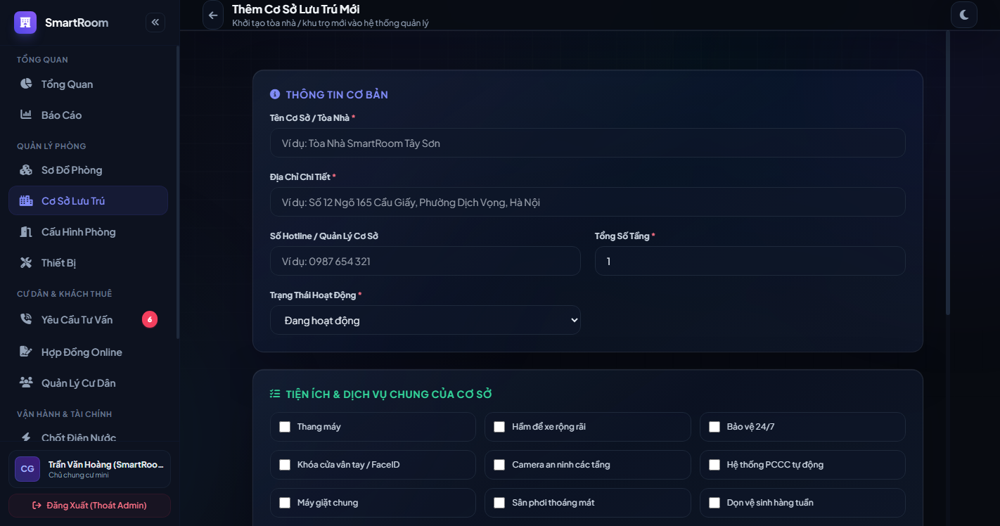 SmartRoom
TỔNG QUAN
Tổng Quan
Báo Cáo
QUẢN LÝ PHÒNG
Sơ Đồ Phòng
Cơ Sở Lưu Trú
Cấu Hình Phòng
Thiết Bị
CƯ DÂN & KHÁCH THUÊ
Yêu Cầu Tư Vấn 6
Hợp Đồng Online
Quản Lý Cư Dân
VẬN HÀNH & TÀI CHÍNH
Chốt Điện Nước
CG
Trần Văn Hoàng (SmartRoo...
Chủ chung cư mini
Đăng Xuất (Thoát Admin)
Thêm Cơ Sở Lưu Trú Mới
Khởi tạo tòa nhà / khu trọ mới vào hệ thống quản lý
THÔNG TIN CƠ BẢN
Tên Cơ Sở / Tòa Nhà *
Ví dụ: Tòa Nhà SmartRoom Tây Sơn
Địa Chỉ Chi Tiết *
Ví dụ: Số 12 Ngõ 165 Cầu Giấy, Phường Dịch Vọng, Hà Nội
Số Hotline / Quản Lý Cơ Sở
Ví dụ: 0987 654 321
Tổng Số Tầng *
1
Trạng Thái Hoạt Động *
Đang hoạt động
TIỆN ÍCH & DỊCH VỤ CHUNG CỦA CƠ SỞ
Thang máy
Hầm để xe rộng rãi
Bảo vệ 24/7
Khóa cửa vân tay / FaceID
Camera an ninh các tầng
Hệ thống PCCC tự động
Máy giặt chung
Sân phơi thoáng mát
Dọn vệ sinh hàng tuần